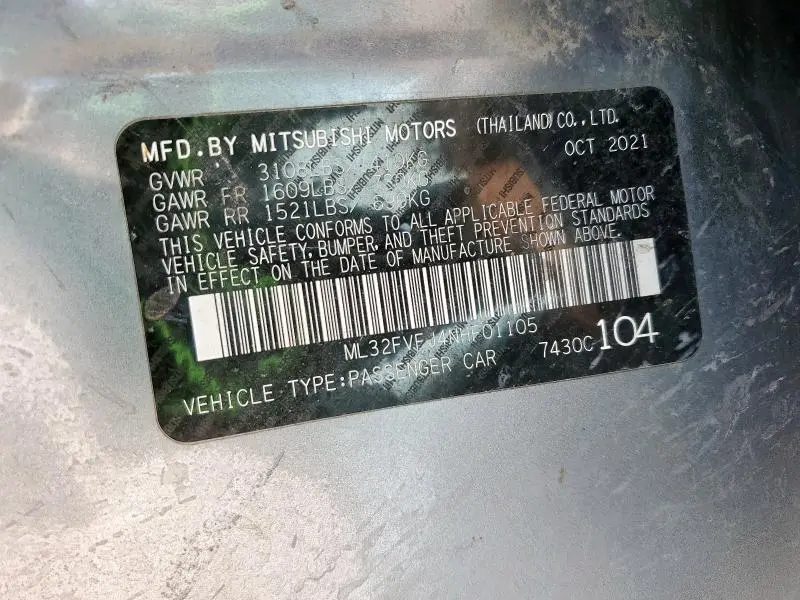 MFD.BY MITSUBISHI MOTORS (THAILAND)CO.,LTD.
OCT 2021
GVWR
GAWR FR 1609LBS
GAWR RR 1521LBS 690KG
THIS VEHICLE CONFORMS TO ALL APPLICABLE FEDERAL MOTOR
VEHICLE SAFETY, BUMPER, AND THEFT PREVENTION STANDARDS
IN EFFECT ON THE DATE OF MANUFACTURE SHOWN ABOVE.
ML32FVFJ4NHF01105
7430C 104
VEHICLE TYPE:PASSENGER CAR